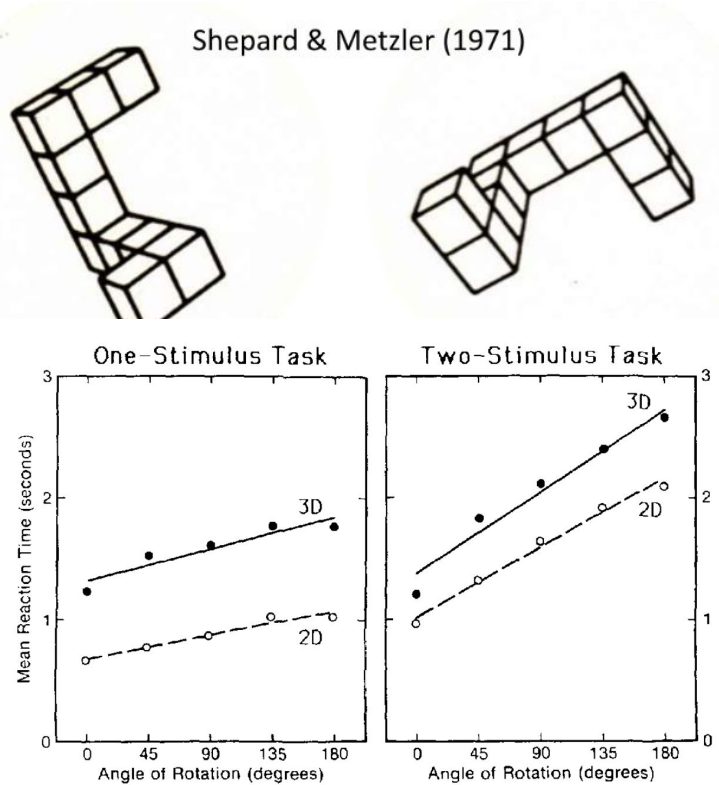 Shepard & Metzler (1971)
One-Stimulus Task
Two-Stimulus Task
Mean Reaction Time (seconds)
3
2
1
0
3D
2D
0 45 90 135 180
Angle of Rotation (degrees)
3D
2D
3
2
1
0
0 45 90 135 180
Angle of Rotation (degrees)